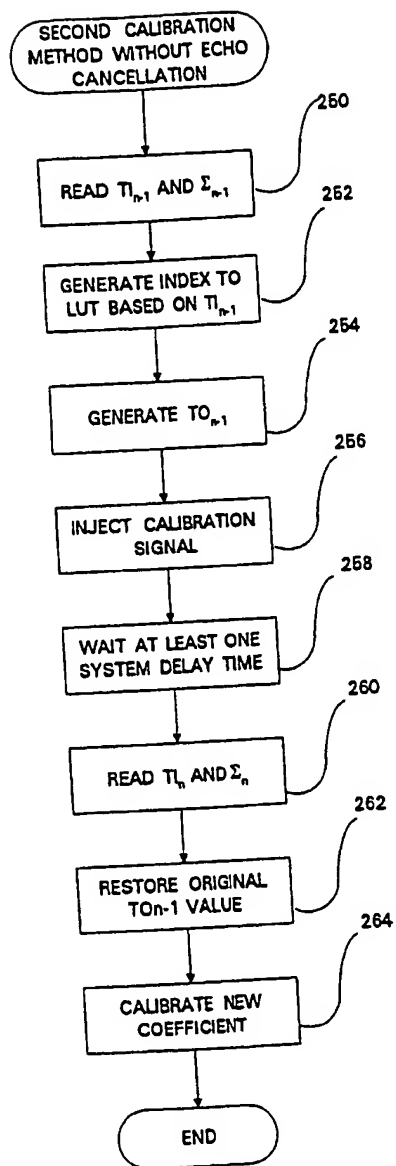 SECOND CALIBRATION
METHOD WITHOUT ECHO
CANCELLATION
250
READ TIₙ₋₁ AND Σₙ₋₁
252
GENERATE INDEX TO
LUT BASED ON TIₙ₋₁
254
GENERATE TOₙ₋₁
256
INJECT CALIBRATION
SIGNAL
258
WAIT AT LEAST ONE
SYSTEM DELAY TIME
260
READ TIₙ AND Σₙ
262
RESTORE ORIGINAL
TOn-1 VALUE
264
CALIBRATE NEW
COEFFICIENT
END